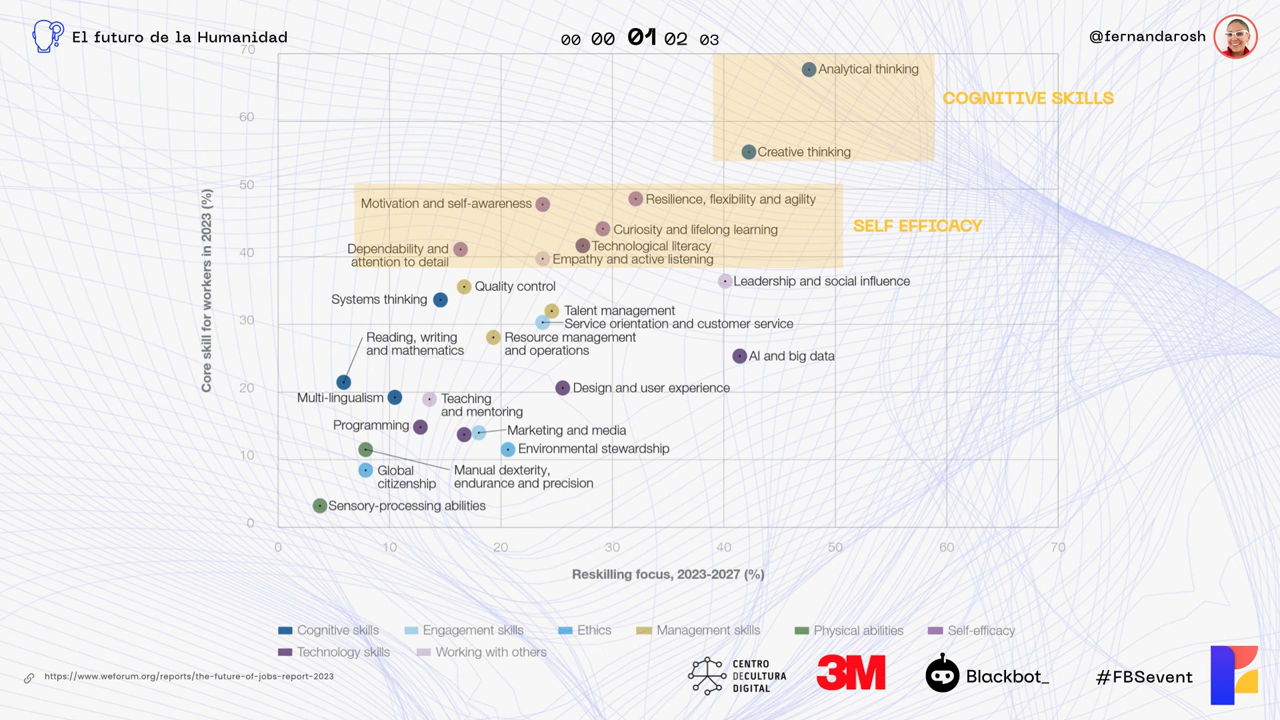 El futuro de la Humanidad
00 00 01 02 03
@fernandarosh
70
60
50
40
30
20
10
0
Core skill for workers in 2023 (%)
Analytical thinking
COGNITIVE SKILLS
Creative thinking
Motivation and self-awareness
Resilience, flexibility and agility
Curiosity and lifelong learning
SELF EFFICACY
Technological literacy
Dependability and
attention to detail
Empathy and active listening
Leadership and social influence
Quality control
Systems thinking
Talent management
Service orientation and customer service
Reading, writing
and mathematics
Resource management
and operations
AI and big data
Design and user experience
Multi-lingualism
Teaching
and mentoring
Programming
Marketing and media
Environmental stewardship
Global
citizenship
Manual dexterity,
endurance and precision
Sensory-processing abilities
0 10 20 30 40 50 60 70
Reskilling focus, 2023-2027 (%)
Cognitive skills Engagement skills Ethics Management skills Physical abilities Self-efficacy
Technology skills Working with others
https://www.weforum.org/reports/the-future-of-jobs-report-2023
CENTRO
DECULTURA
DIGITAL
3M
Blackbot_
#FBSevent